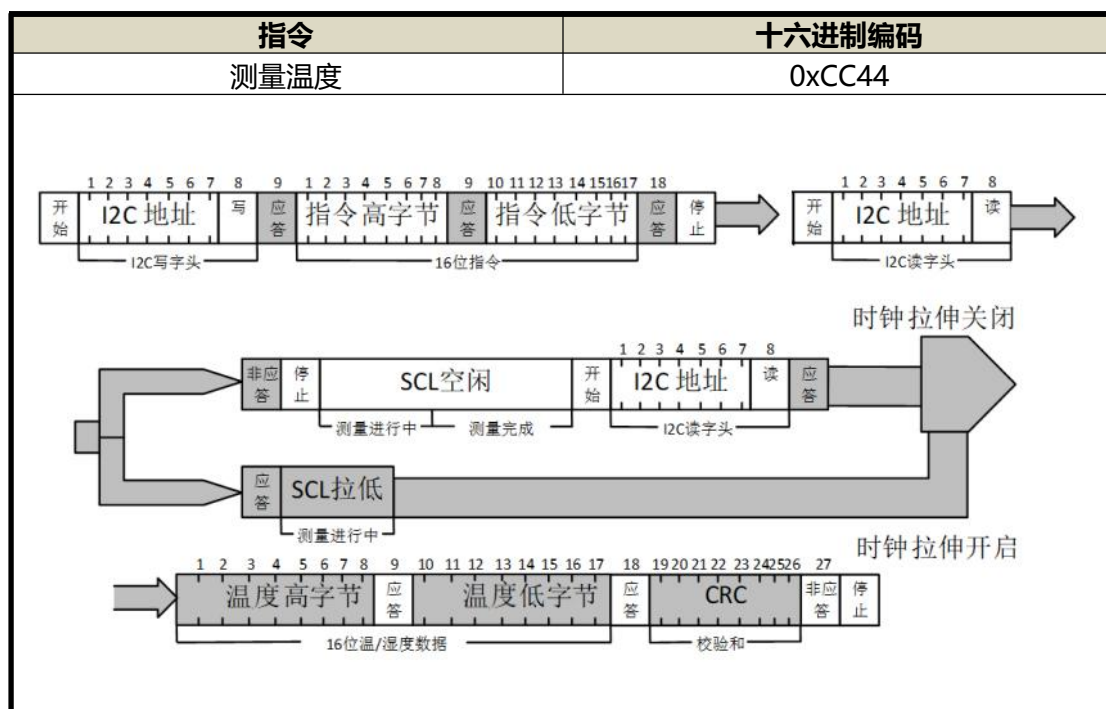 指令 十六进制编码
测量温度 0xCC44
1 2 3 4 5 6 7 8 9 1 2 3 4 5 6 7 8 9 10 11 12 13 14 15 16 17 18 1 2 3 4 5 6 7 8
开始 I2C 地址 写 应答 指令高字节 应答 指令低字节 应答 停止 开始 I2C 地址 读
I2C写字头 16位指令 I2C读字头
时钟拉伸关闭
1 2 3 4 5 6 7 8
非应答 停止 SCL空闲 开始 I2C 地址 读 应答
测量进行中 测量完成 I2C读字头
应答 SCL拉低
测量进行中
时钟拉伸开启
1 2 3 4 5 6 7 8 9 10 11 12 13 14 15 16 17 18 19 20 21 22 23 24 25 26 27
温度高字节 应答 温度低字节 应答 CRC 非应答 停止
16位温/湿度数据 校验和